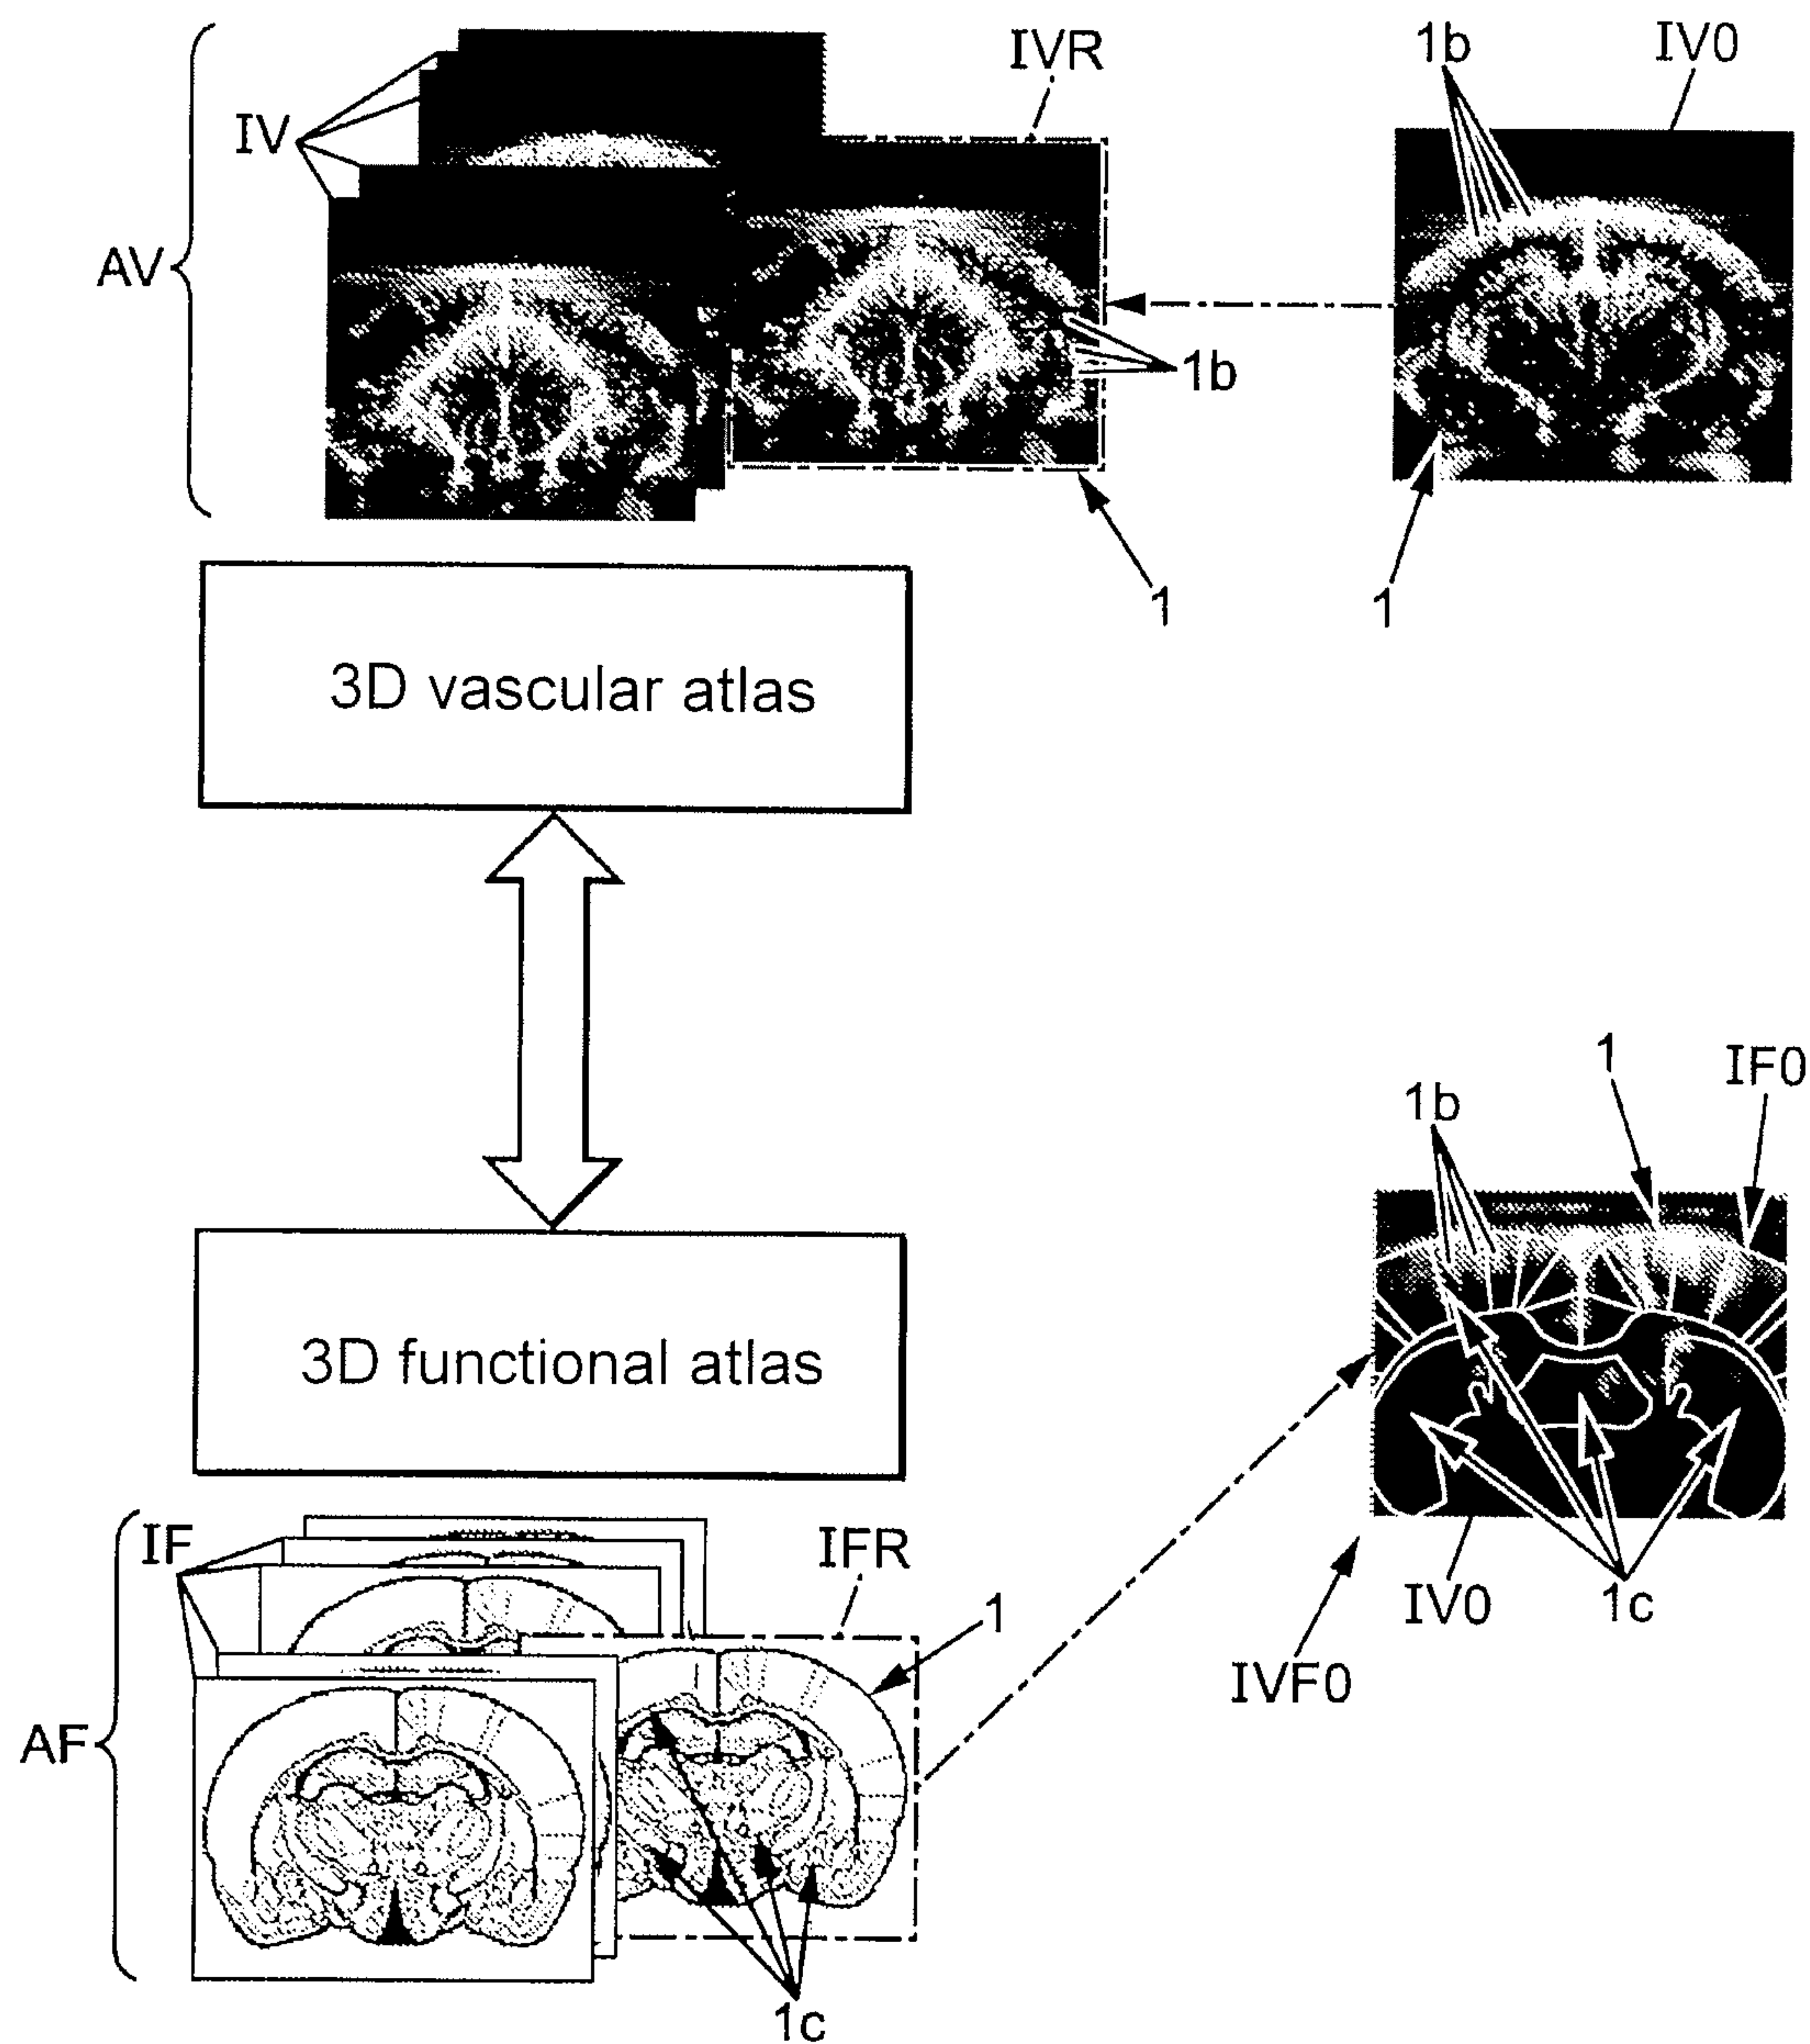 IVR
1b
IV0
IV
AV
1b
1
1
3D vascular atlas
1
IF0
1b
3D functional atlas
IF
IFR
1
IV0
1c
IVF0
AF
1c